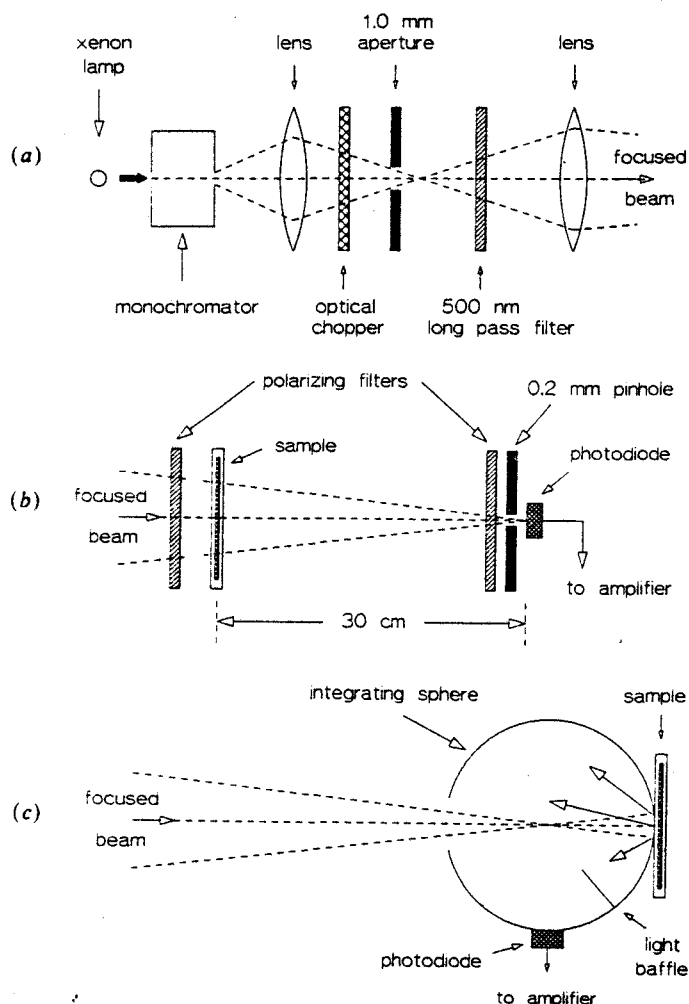 xenon
lamp
lens
1.0 mm
aperture
lens
(a)
focused
beam
monochromator
optical
chopper
500 nm
long pass filter
polarizing filters
0.2 mm pinhole
sample
photodiode
(b)
focused
beam
to amplifier
30 cm
integrating sphere
sample
(c)
focused
beam
photodiode
light
baffle
to amplifier